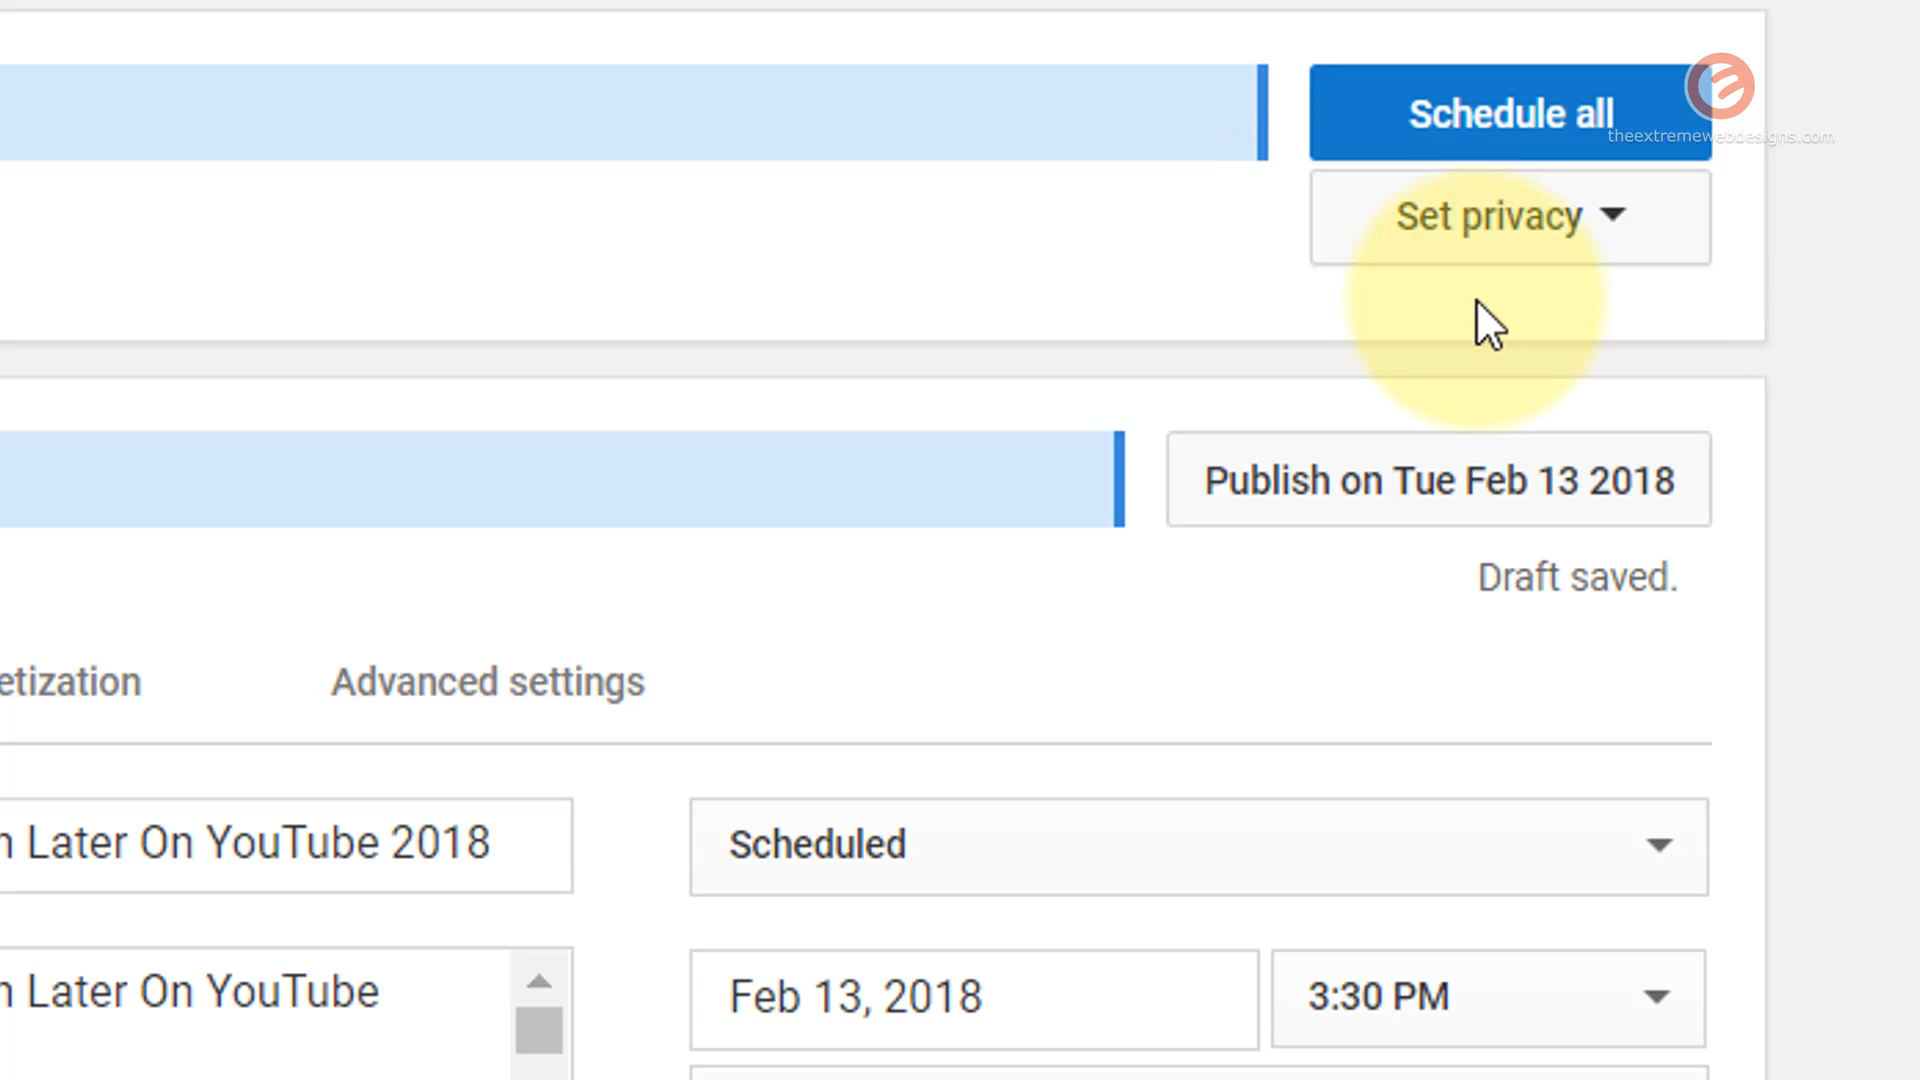 Schedule all
theextremewebdesigns.com
Set privacy
Publish on Tue Feb 13 2018
Draft saved.
etization
Advanced settings
n Later On YouTube 2018
Scheduled
n Later On YouTube
Feb 13, 2018
3:30 PM